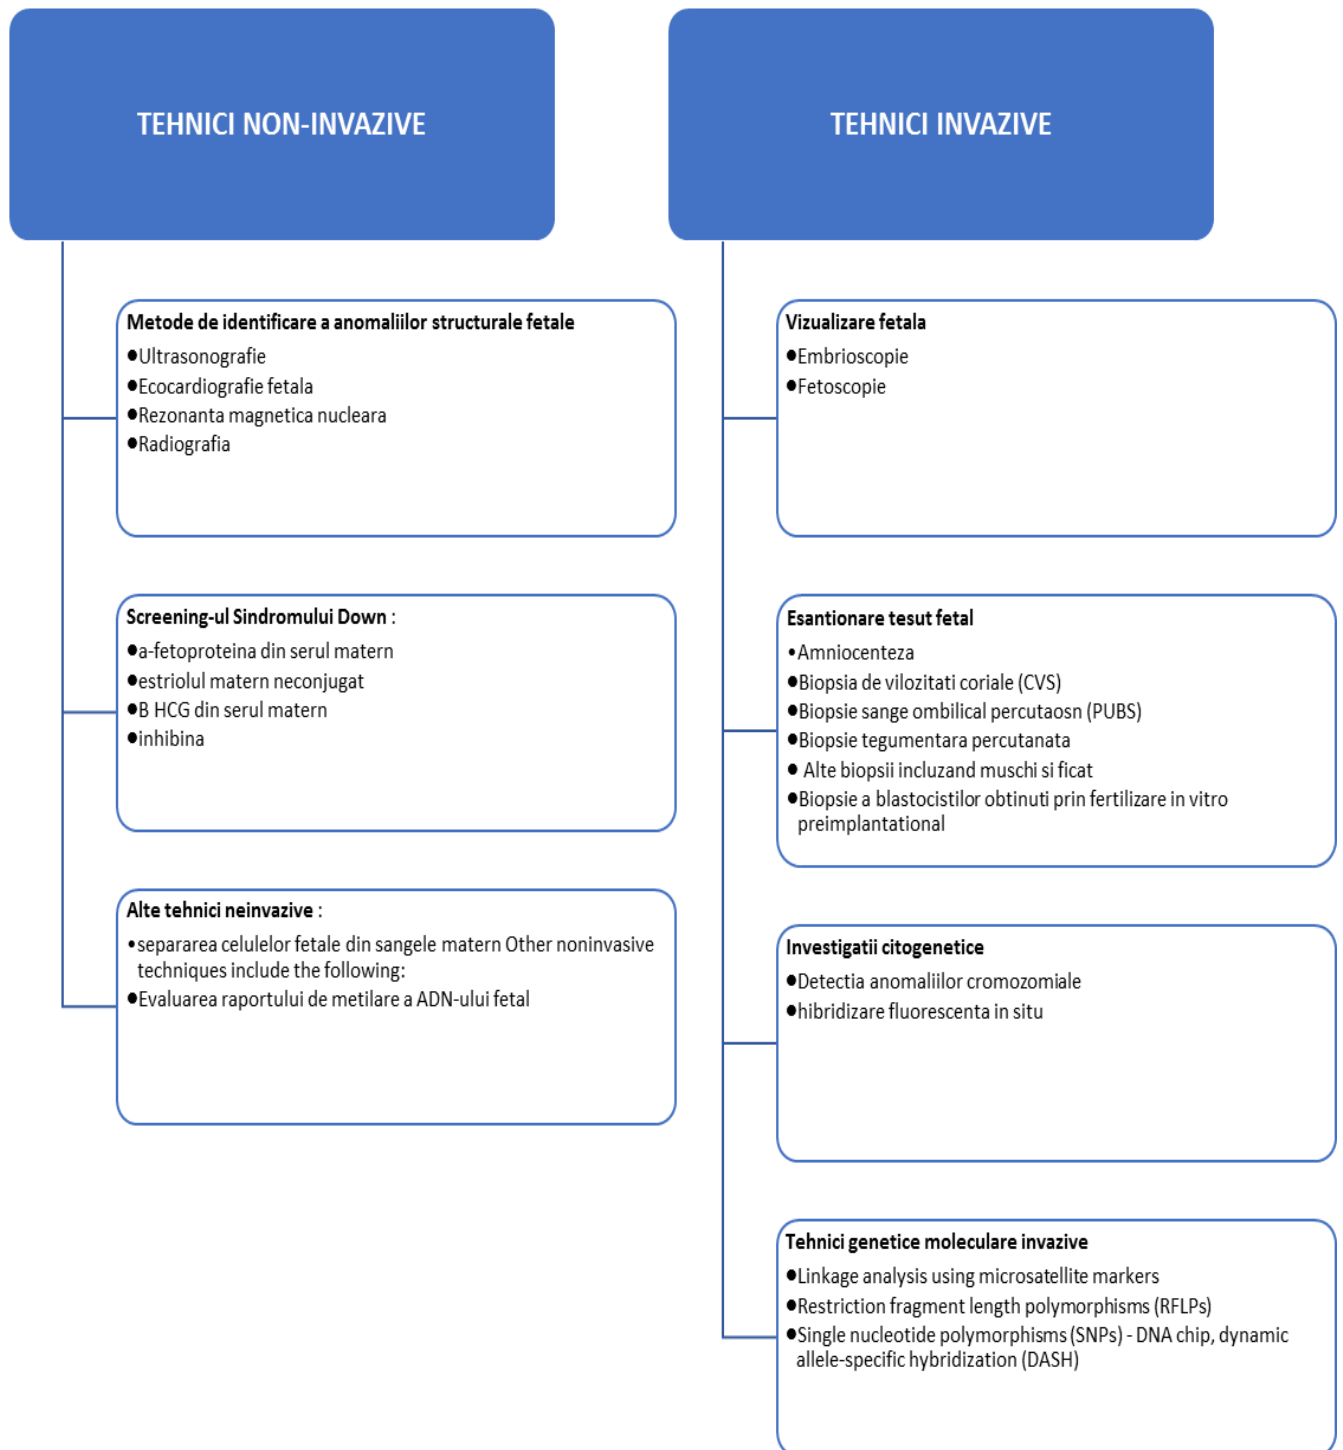 TEHNICI NON-INVAZIVE
Metode de identificare a anomaliilor structurale fetale
●Ultrasonografie
●Ecocardiografie fetala
●Rezonanta magnetica nucleara
●Radiografia
Screening-ul Sindromului Down :
●a-fetoproteina din serul matern
●estriolul matern neconjugat
●B HCG din serul matern
●inhibina
Alte tehnici neinvazive :
•separarea celulelor fetale din sangele matern Other noninvasive
techniques include the following:
●Evaluarea raportului de metilare a ADN-ului fetal
TEHNICI INVAZIVE
Vizualizare fetala
●Embrioscopie
●Fetoscopie
Esantionare tesut fetal
•Amniocenteza
●Biopsia de vilozitati coriale (CVS)
●Biopsie sange ombilical percutaosn (PUBS)
●Biopsie tegumentara percutanata
● Alte biopsii incluzand muschi si ficat
●Biopsie a blastocistilor obtinuti prin fertilizare in vitro
preimplantational
Investigatii citogenetice
●Detectia anomaliilor cromozomiale
●hibridizare fluorescenta in situ
Tehnici genetice moleculare invazive
●Linkage analysis using microsatellite markers
●Restriction fragment length polymorphisms (RFLPs)
●Single nucleotide polymorphisms (SNPs) - DNA chip, dynamic
allele-specific hybridization (DASH)